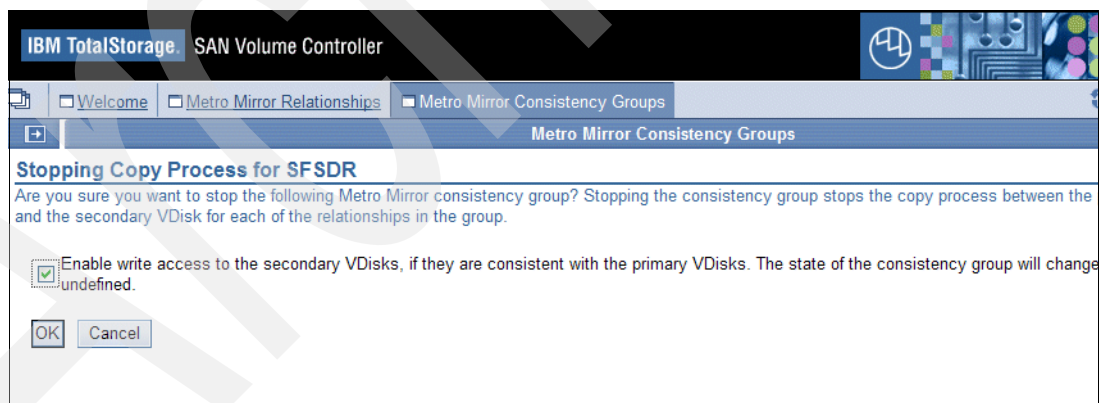 IBM TotalStorage. SAN Volume Controller
Welcome Metro Mirror Relationships Metro Mirror Consistency Groups
Metro Mirror Consistency Groups
Stopping Copy Process for SFSDR
Are you sure you want to stop the following Metro Mirror consistency group? Stopping the consistency group stops the copy process between the
and the secondary VDisk for each of the relationships in the group.
Enable write access to the secondary VDisks, if they are consistent with the primary VDisks. The state of the consistency group will change
undefined.
OK Cancel